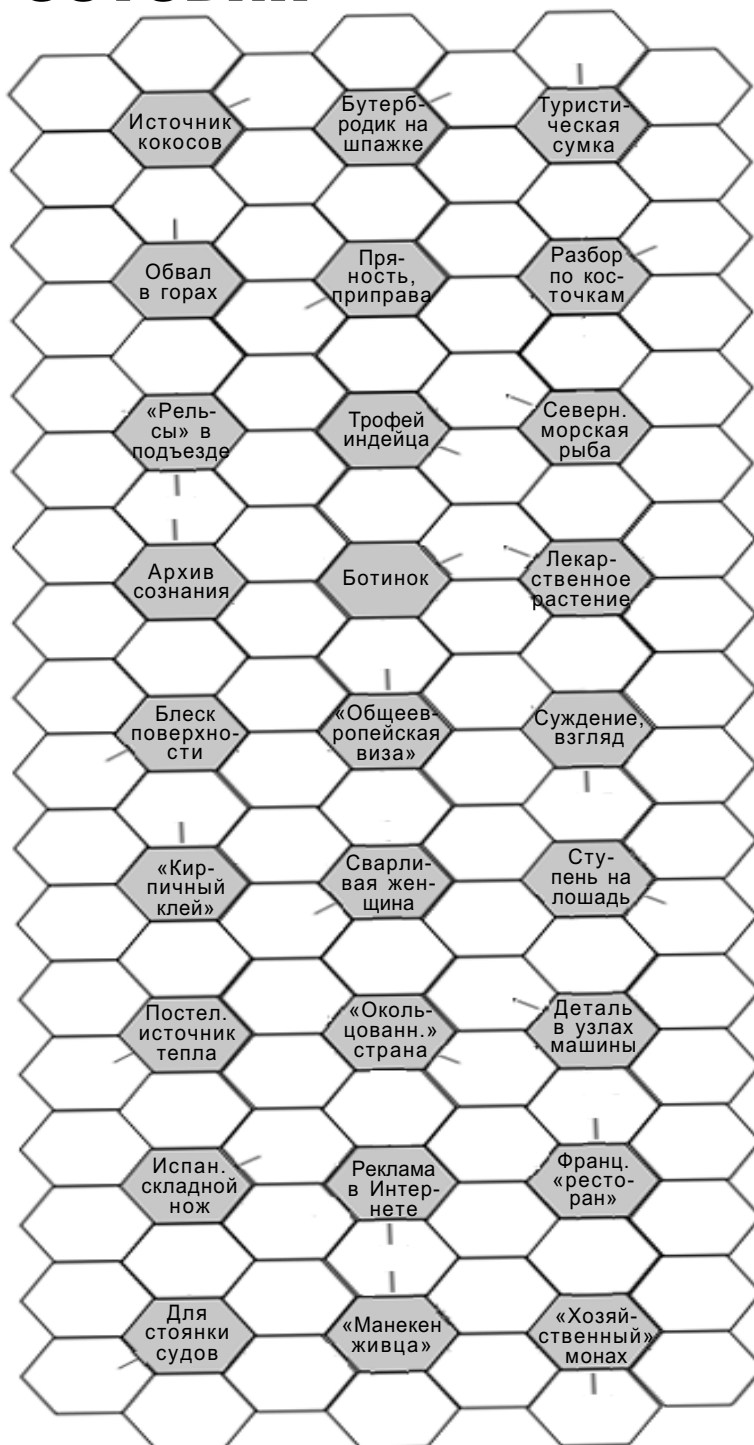 Источник
кокосов
Бутерб-
родик на
шпажке
Туристи-
ческая
сумка
Обвал
в горах
Пря-
ность,
приправа
Разбор
по кос-
точкам
«Рель-
сы» в
подъезде
Трофей
индейца
Северн.
морская
рыба
Архив
сознания
Ботинок
Лекар-
ственное
растение
Блеск
поверхно-
сти
«Общеев-
ропейская
виза»
Суждение,
взгляд
«Кир-
пичный
клей»
Сварли-
вая жен-
щина
Сту-
пень на
лошадь
Постел.
источник
тепла
«Околь-
цованн.»
страна
Деталь
в узлах
машины
Испан.
складной
нож
Реклама
в Интер-
нете
Франц.
«ресто-
ран»
Для
стоянки
судов
«Манекен
живца»
«Хозяй-
ственный»
монах